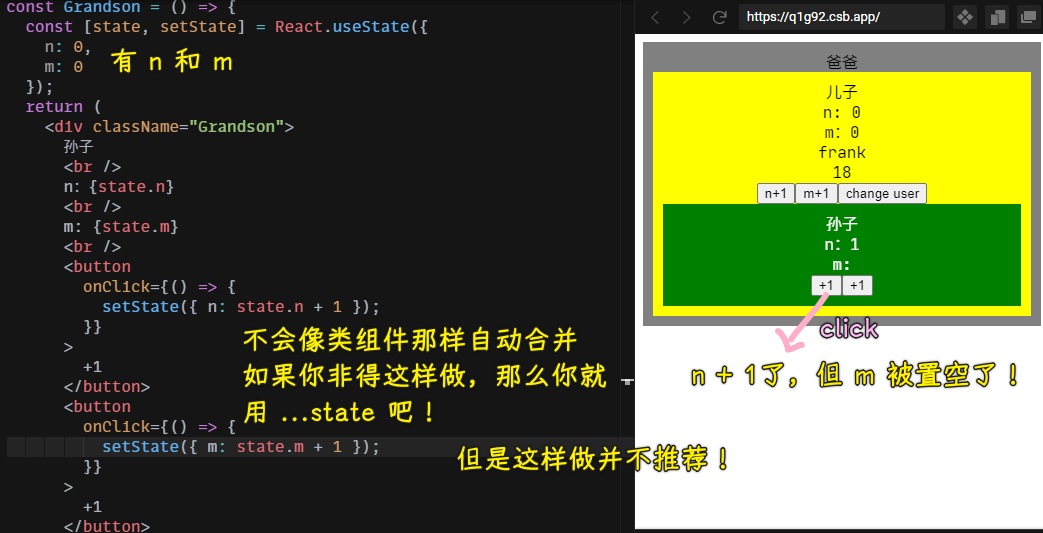 const Grandson = () => {
const [state, setState] = React.useState({
n: 0,
m: 0
});
return (
<div className="Grandson">
孙子
<br />
n: {state.n}
<br />
m: {state.m}
<br />
<button
onClick={() => {
setState({ n: state.n + 1 });
}}
>
+1
</button>
<button
onClick={() => {
setState({ m: state.m + 1 });
}}
>
+1
</button>
有 n 和 m
不会像类组件那样自动合并
如果你非得这样做，那么你就
用 ...state 吧！
但是这样做并不推荐！
https://q1g92.csb.app/
爸爸
儿子
n: 0
m: 0
frank
18
n+1 m+1 change user
孙子
n: 1
m:
+1 +1
click
n + 1了，但 m 被置空了！